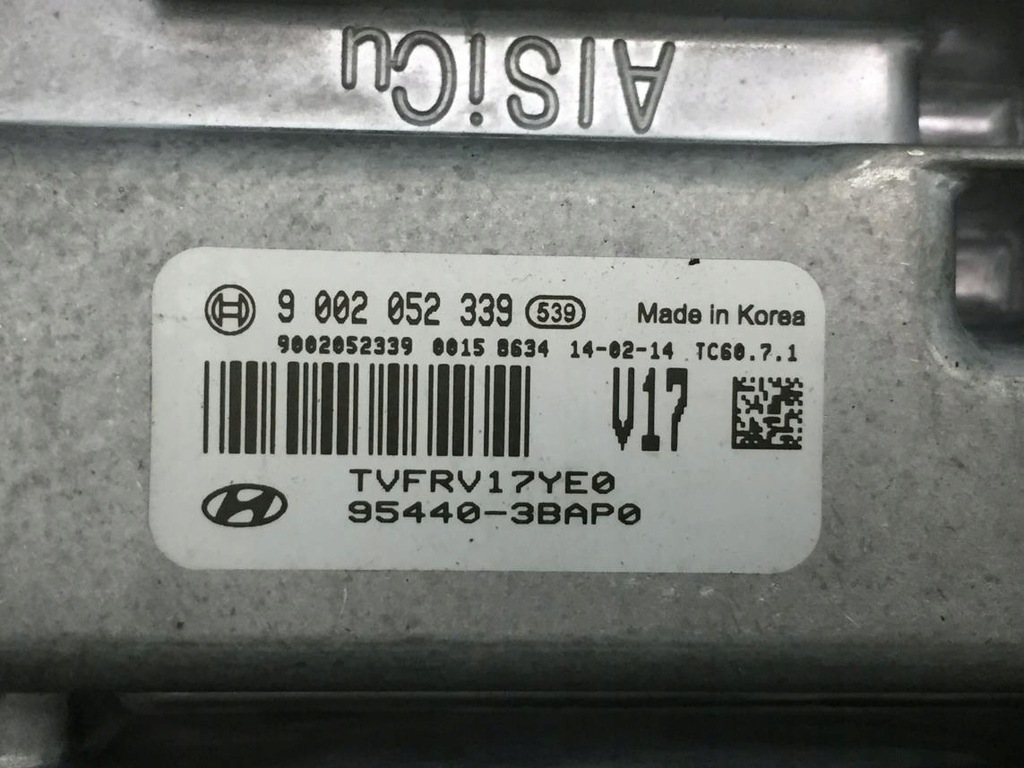 AlSiCu
9 002 052 339 539 Made in Korea
9002052339 0015 8634 14-02-14 TC60.7.1
V17
TVFRV17YE0
95440-3BAP0